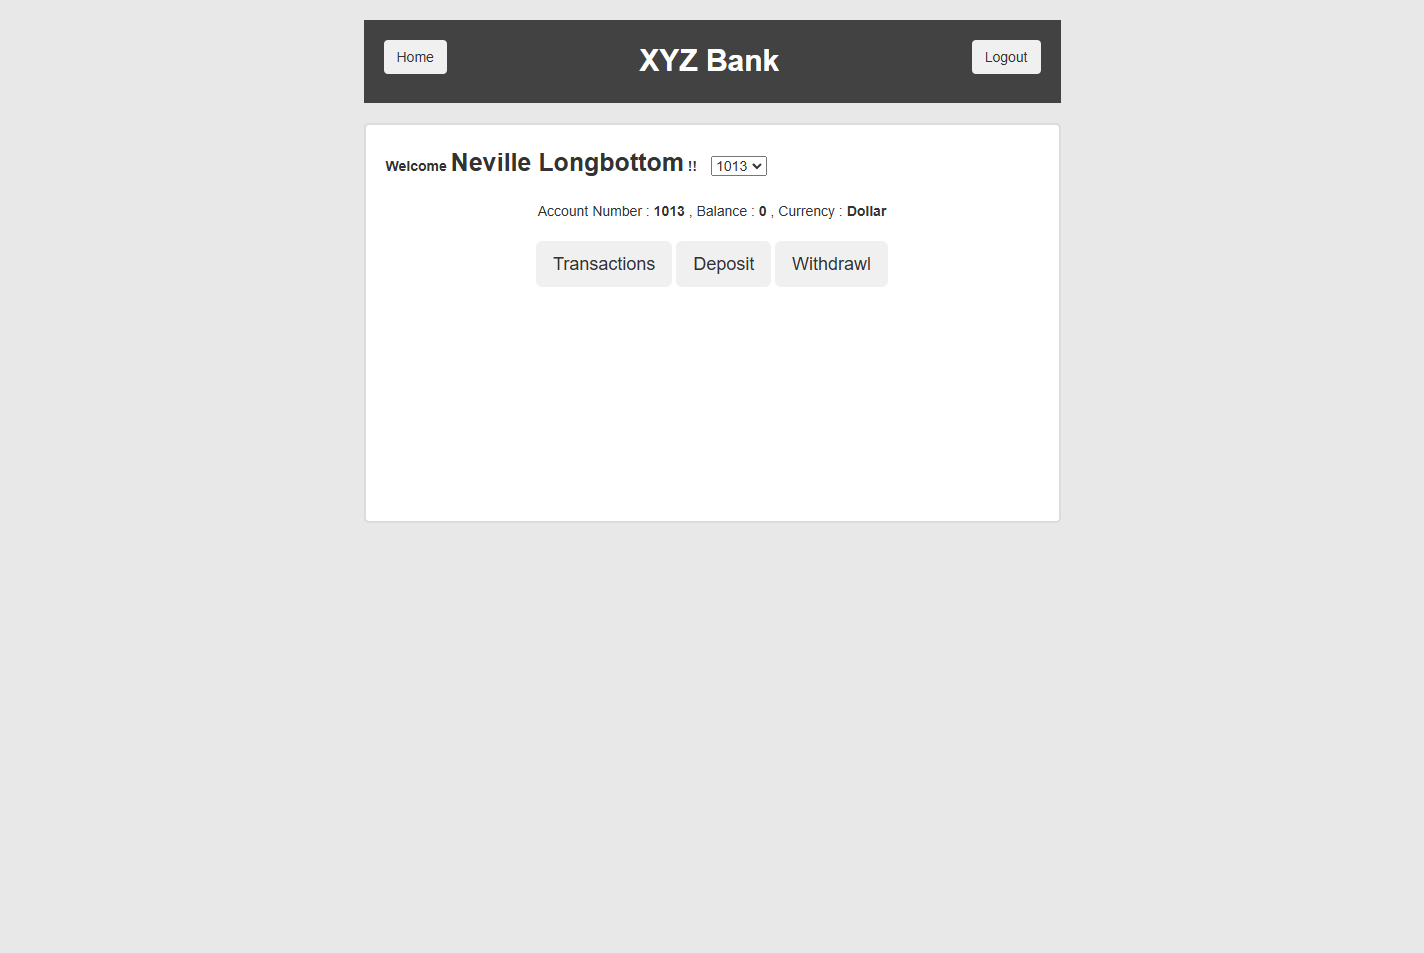 Home XYZ Bank Logout
Welcome Neville Longbottom !! 1013
Account Number : 1013 , Balance : 0 , Currency : Dollar
Transactions Deposit Withdrawl